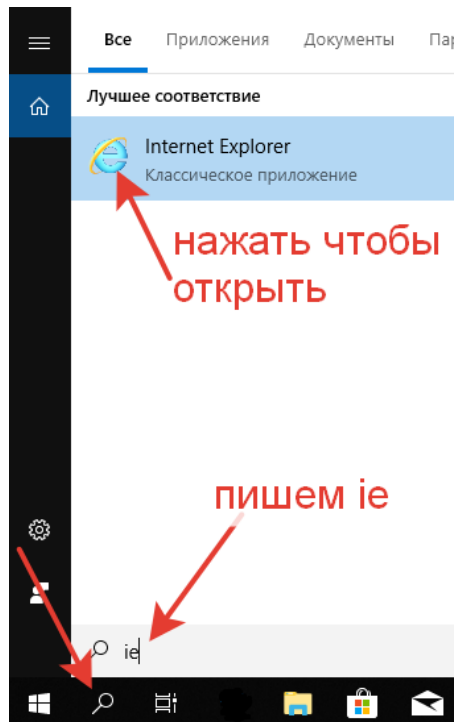 Все Приложения Документы Пар
Лучшее соответствие
Internet Explorer
Классическое приложение
нажать чтобы
открыть
пишем ie
ie